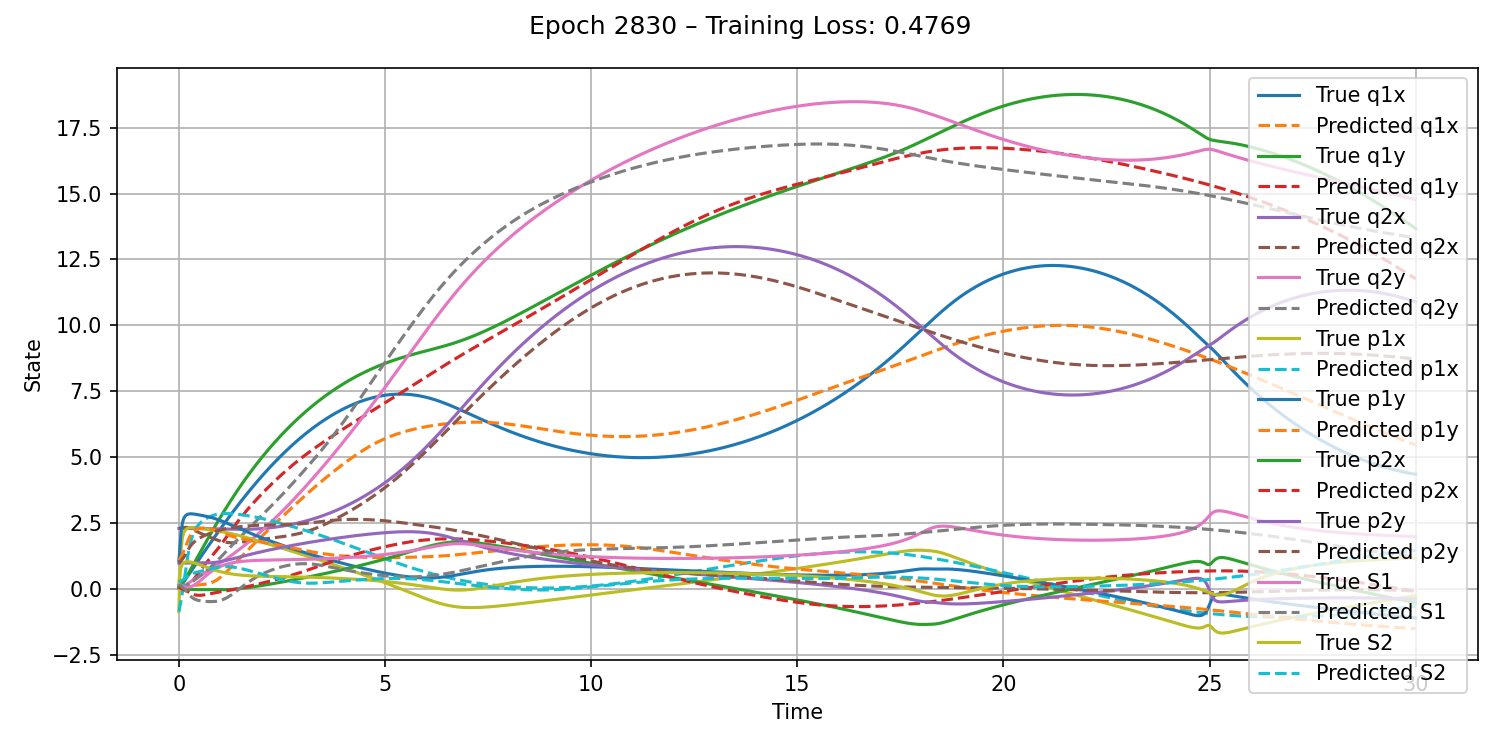 Epoch 2830 – Training Loss: 0.4769
State
17.5
15.0
12.5
10.0
7.5
5.0
2.5
0.0
−2.5
0
5
10
15
20
25
30
Time
True q1x
Predicted q1x
True q1y
Predicted q1y
True q2x
Predicted q2x
True q2y
Predicted q2y
True p1x
Predicted p1x
True p1y
Predicted p1y
True p2x
Predicted p2x
True p2y
Predicted p2y
True S1
Predicted S1
True S2
Predicted S2